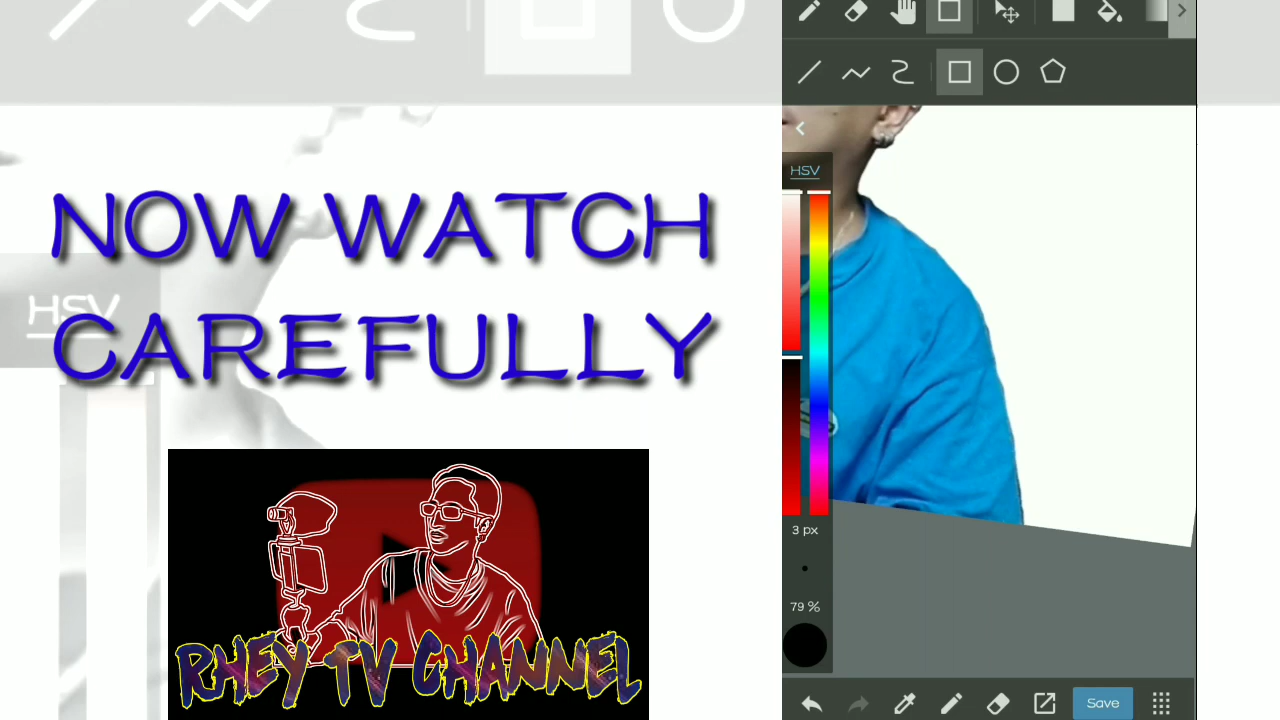 NOW WATCH
CAREFULLY
HSV
RHEY TV CHANNEL
HSV
3 px
79 %
Save